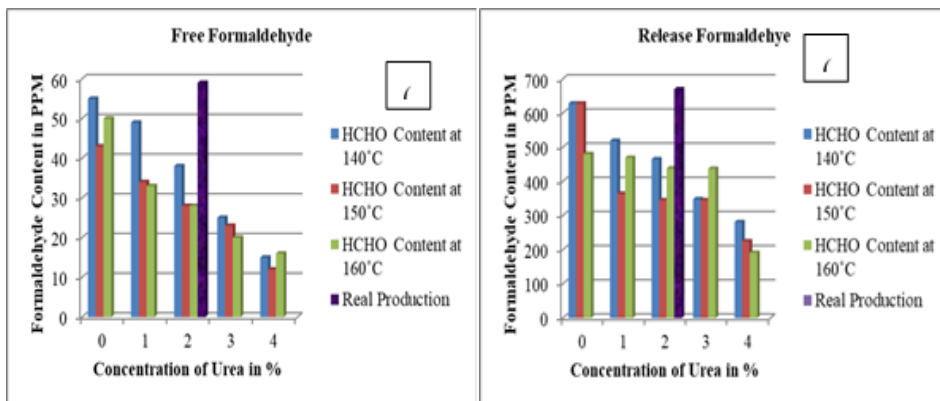 Free Formaldehyde
Formaldehyde Content in PPM
60
50
40
30
20
10
0
0 1 2 3 4
Concentration of Urea in %
HCHO Content at
140˚C
HCHO Content at
150˚C
HCHO Content at
160˚C
Real Production
Release Formaldehye
Formaldehyde Content in PPM
700
600
500
400
300
200
100
0
0 1 2 3 4
Concentration of Urea in %
HCHO Content at
140˚C
HCHO Content at
150˚C
HCHO Content at
160˚C
Real Production